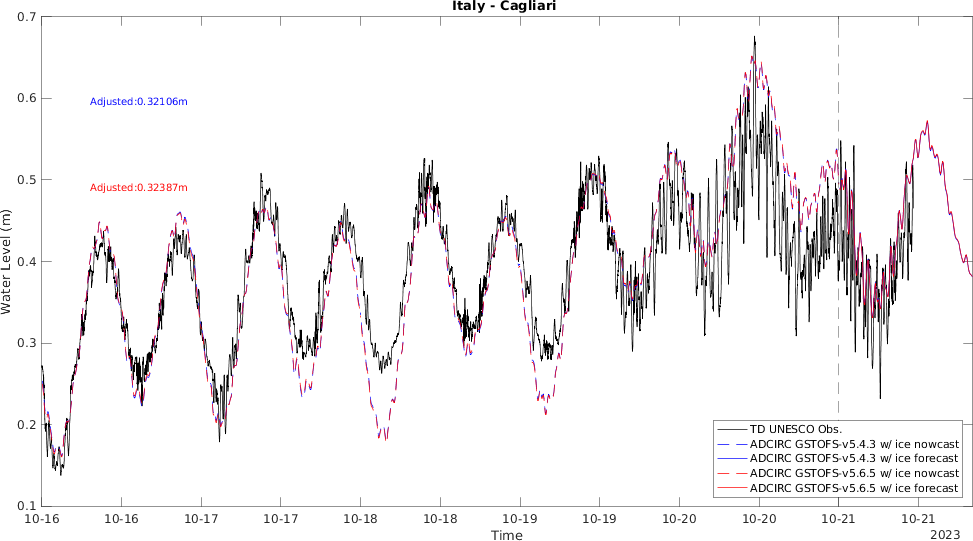 Italy - Cagliari
Water Level (m)
0.7
0.6
0.5
0.4
0.3
0.2
0.1
Adjusted:0.32106m
Adjusted:0.32387m
TD UNESCO Obs.
ADCIRC GSTOFS-v5.4.3 w/ ice nowcast
ADCIRC GSTOFS-v5.4.3 w/ ice forecast
ADCIRC GSTOFS-v5.6.5 w/ ice nowcast
ADCIRC GSTOFS-v5.6.5 w/ ice forecast
10-16 10-16 10-17 10-17 10-18 10-18 10-19 10-19 10-20 10-20 10-21 10-21
2023
Time